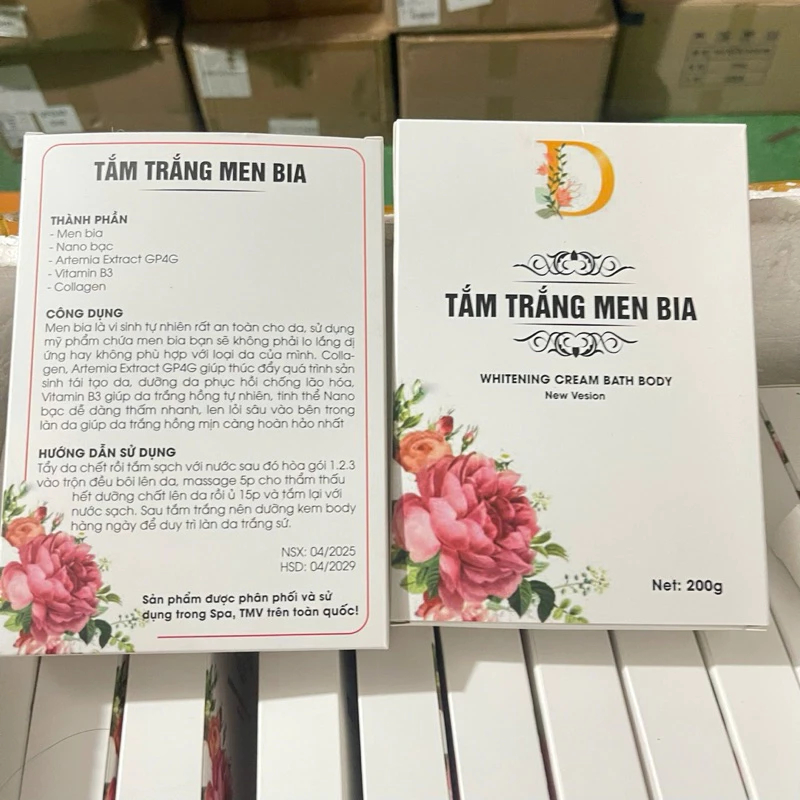 TẮM TRẮNG MEN BIA
THÀNH PHẦN
- Men bia
- Nano bạc
- Artemia Extract GP4G
- Vitamin B3
- Collagen
CÔNG DỤNG
Men bia là vi sinh tự nhiên rất an toàn cho da, sử dụng
mỹ phẩm chứa men bia bạn sẽ không phải lo lắng dị
ứng hay không phù hợp với loại da của mình. Colla-
gen, Artemia Extract GP4G giúp thúc đẩy quá trình sản
sinh tái tạo da, dưỡng da phục hồi chống lão hóa.
Vitamin B3 giúp da trắng hồng tự nhiên, tinh thể Nano
bạc dễ dàng thấm nhanh, len lỏi sâu vào bên trong
làn da giúp da trắng hồng mịn càng hoàn hảo nhất
HƯỚNG DẪN SỬ DỤNG
Tẩy da chết rồi tắm sạch với nước sau đó hòa gói 1.2.3
vào trộn đều bôi lên da, massage 5p cho thẩm thấu
hết dưỡng chất lên da rồi ủ 15p và tắm lại với
nước sạch. Sau tắm trắng nên dưỡng kem body
hàng ngày để duy trì làn da trắng sứ.
NSX: 04/2025
HSD: 04/2029
Sản phẩm được phân phối và sử
dụng trong Spa, TMV trên toàn quốc!
D
TẮM TRẮNG MEN BIA
WHITENING CREAM BATH BODY
New Vesion
Net: 200g